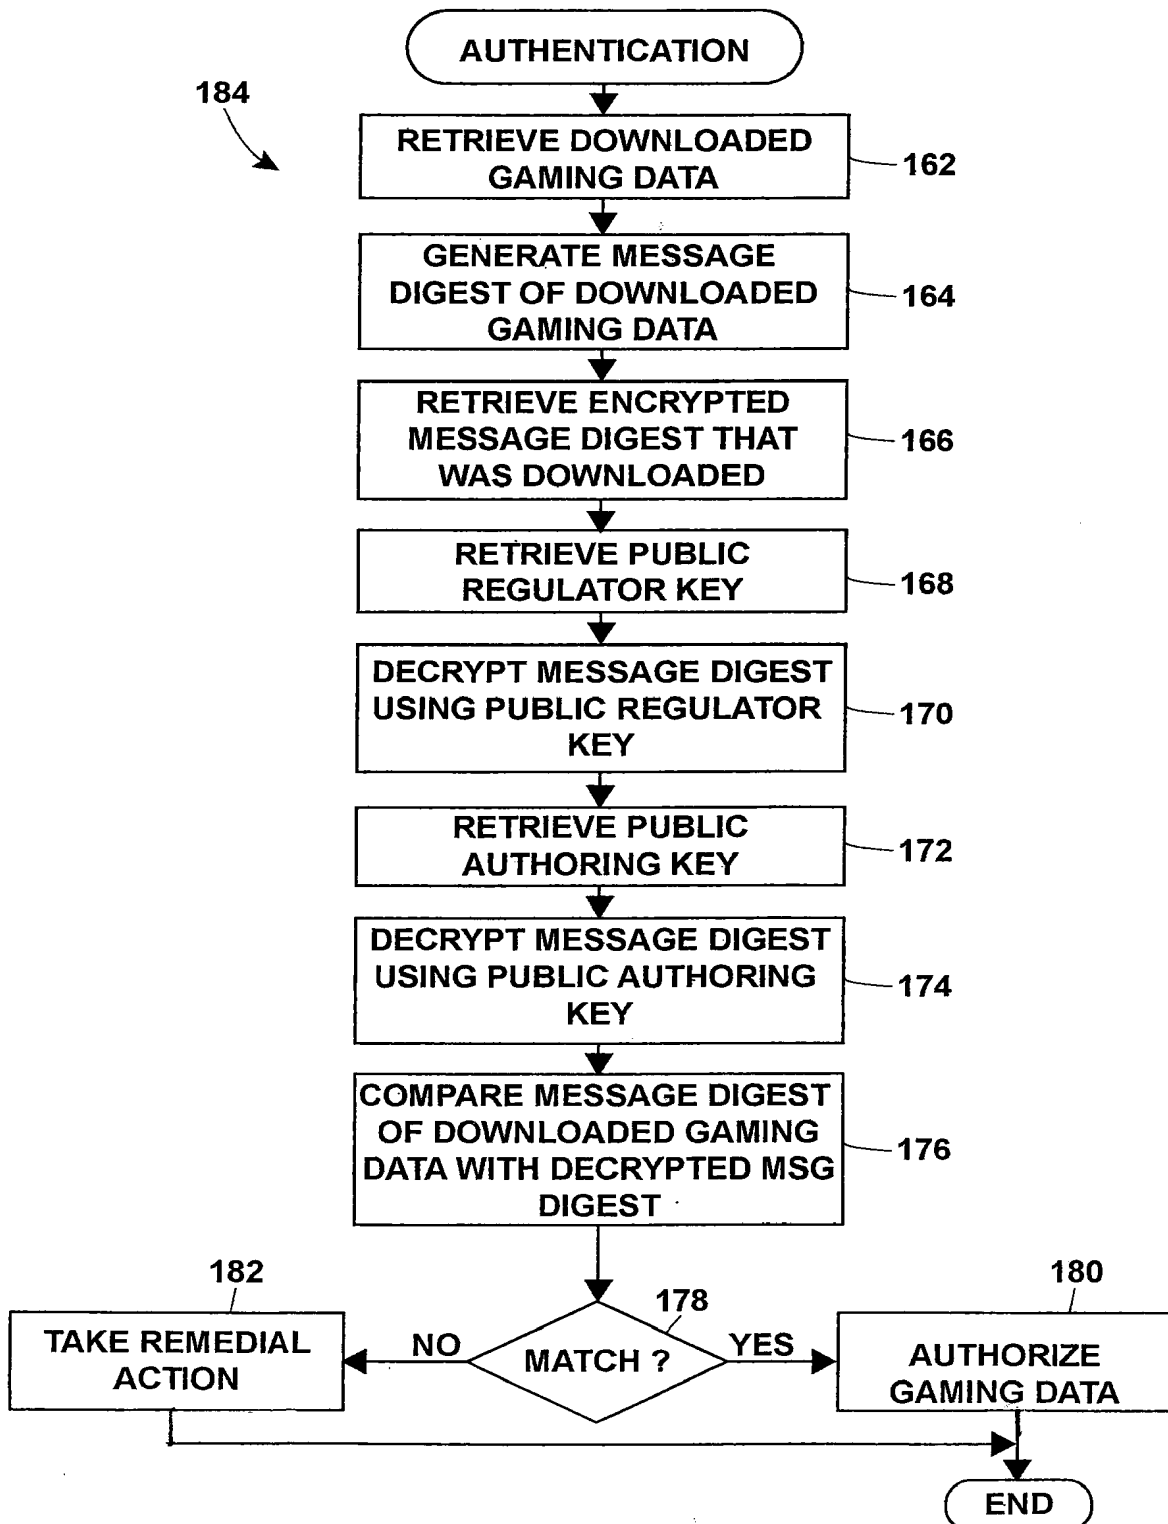 AUTHENTICATION
184
RETRIEVE DOWNLOADED
GAMING DATA
162
GENERATE MESSAGE
DIGEST OF DOWNLOADED
GAMING DATA
164
RETRIEVE ENCRYPTED
MESSAGE DIGEST THAT
WAS DOWNLOADED
166
RETRIEVE PUBLIC
REGULATOR KEY
168
DECRYPT MESSAGE DIGEST
USING PUBLIC REGULATOR
KEY
170
RETRIEVE PUBLIC
AUTHORING KEY
172
DECRYPT MESSAGE DIGEST
USING PUBLIC AUTHORING
KEY
174
COMPARE MESSAGE DIGEST
OF DOWNLOADED GAMING
DATA WITH DECRYPTED MSG
DIGEST
176
182
TAKE REMEDIAL
ACTION
NO
MATCH ?
178
YES
180
AUTHORIZE
GAMING DATA
END